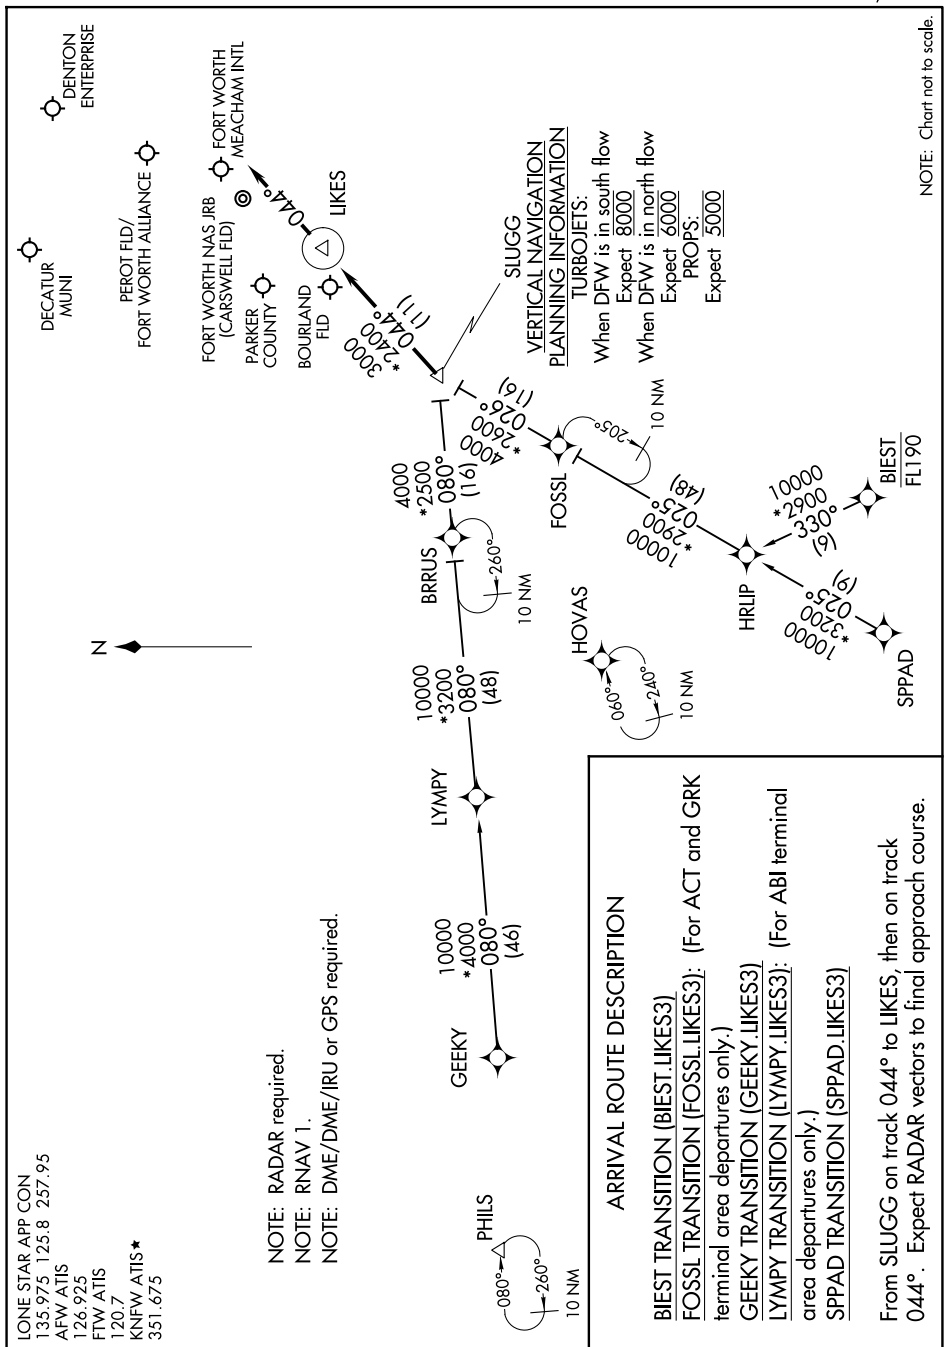 LONE STAR APP CON
135.975 125.8 257.95
AFW ATIS
126.925
FTW ATIS
120.7
KNFW ATIS★
351.675
NOTE: RADAR required.
NOTE: RNAV 1.
NOTE: DME/DME/IRU or GPS required.
N
DECATUR
MUNI
DENTON
ENTERPRISE
PEROT FLD/
FORT WORTH ALLIANCE
FORT WORTH NAS JRB
(CARSWELL FLD)
FORT WORTH
MEACHAM INTL
PARKER
COUNTY
BOURLAND
FLD
LIKES
044°
3000
*2400
044°
(11)
SLUGG
VERTICAL NAVIGATION
PLANNING INFORMATION
TURBOJETS:
When DFW is in south flow
Expect 8000
When DFW is in north flow
Expect 6000
PROPS:
Expect 5000
4000
*2500
080°
(16)
4000
*2600
026°
(16)
BRRUS
260°
10 NM
FOSSL
205°
10 NM
10000
*3200
080°
(48)
LYMPY
10000
*4000
080°
(46)
GEEKY
10000
*2900
025°
(48)
HRLIP
10000
*2900
330°
(9)
BIEST
FL190
10000
*3200
025°
(9)
SPPAD
HOVAS
060°
240°
10 NM
PHILS
080°
260°
10 NM
ARRIVAL ROUTE DESCRIPTION
BIEST TRANSITION (BIEST.LIKES3)
FOSSL TRANSITION (FOSSL.LIKES3): (For ACT and GRK
terminal area departures only.)
GEEKY TRANSITION (GEEKY.LIKES3)
LYMPY TRANSITION (LYMPY.LIKES3): (For ABI terminal
area departures only.)
SPPAD TRANSITION (SPPAD.LIKES3)
From SLUGG on track 044° to LIKES, then on track
044°. Expect RADAR vectors to final approach course.
NOTE: Chart not to scale.